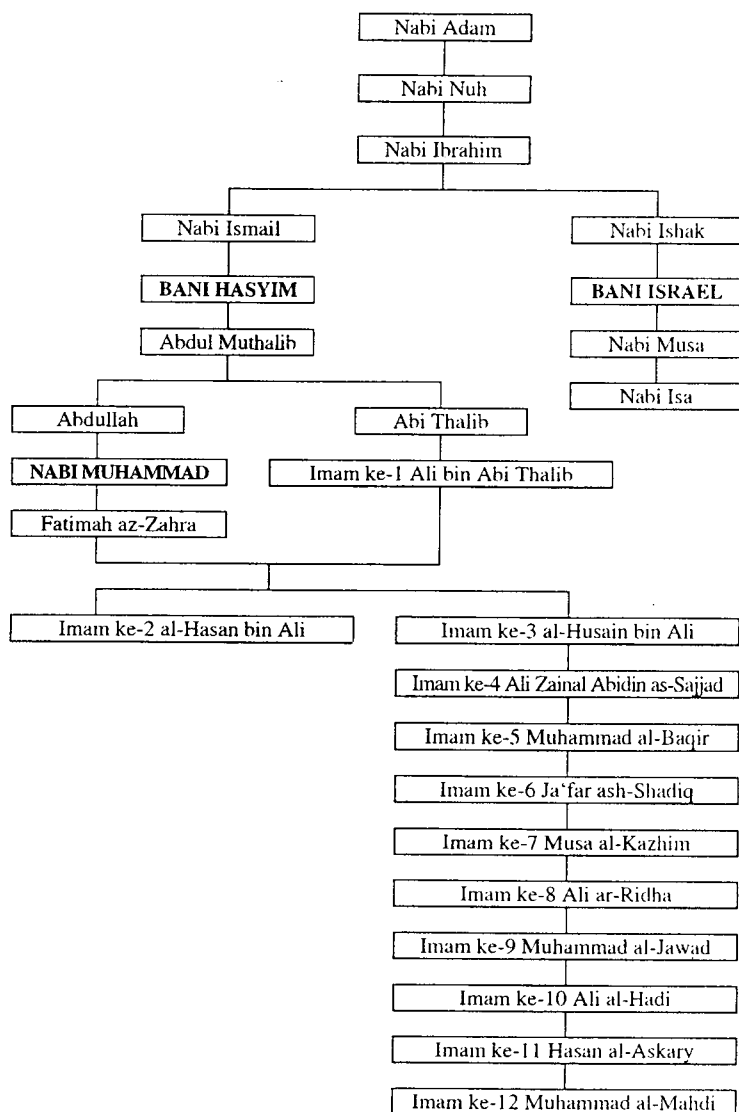 Nabi Adam
Nabi Nuh
Nabi Ibrahim
Nabi Ismail
Nabi Ishak
BANI HASYIM
BANI ISRAEL
Abdul Muthalib
Nabi Musa
Nabi Isa
Abdullah
Abi Thalib
NABI MUHAMMAD
Imam ke-1 Ali bin Abi Thalib
Fatimah az-Zahra
Imam ke-2 al-Hasan bin Ali
Imam ke-3 al-Husain bin Ali
Imam ke-4 Ali Zainal Abidin as-Sajjad
Imam ke-5 Muhammad al-Baqir
Imam ke-6 Ja‘far ash-Shadiq
Imam ke-7 Musa al-Kazhim
Imam ke-8 Ali ar-Ridha
Imam ke-9 Muhammad al-Jawad
Imam ke-10 Ali al-Hadi
Imam ke-11 Hasan al-Askary
Imam ke-12 Muhammad al-Mahdi